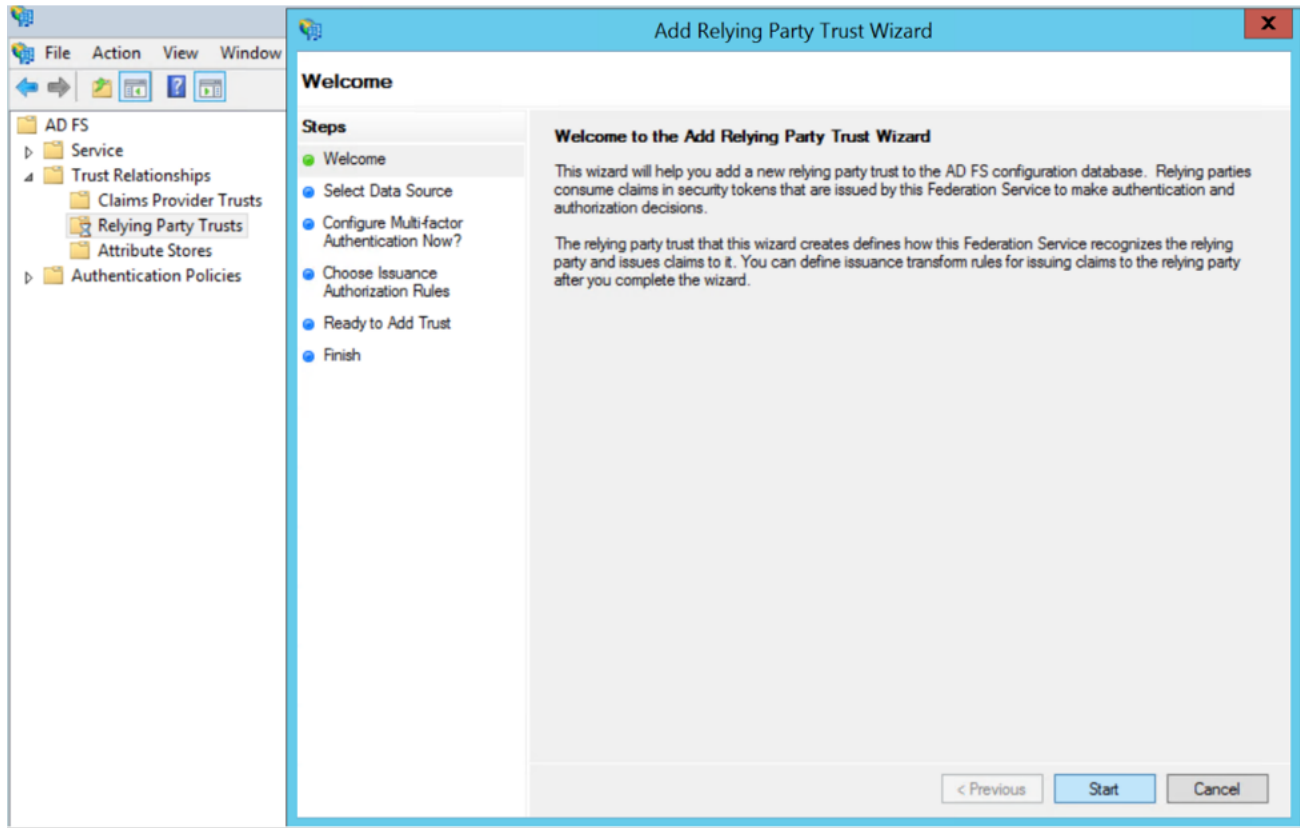 Add Relying Party Trust Wizard
X
File Action View Window
?
Welcome
AD FS
Service
Trust Relationships
Claims Provider Trusts
Relying Party Trusts
Attribute Stores
Authentication Policies
Steps
Welcome
Select Data Source
Configure Multi-factor
Authentication Now?
Choose Issuance
Authorization Rules
Ready to Add Trust
Finish
Welcome to the Add Relying Party Trust Wizard
This wizard will help you add a new relying party trust to the AD FS configuration database. Relying parties
consume claims in security tokens that are issued by this Federation Service to make authentication and
authorization decisions.
The relying party trust that this wizard creates defines how this Federation Service recognizes the relying
party and issues claims to it. You can define issuance transform rules for issuing claims to the relying party
after you complete the wizard.
< Previous Start Cancel